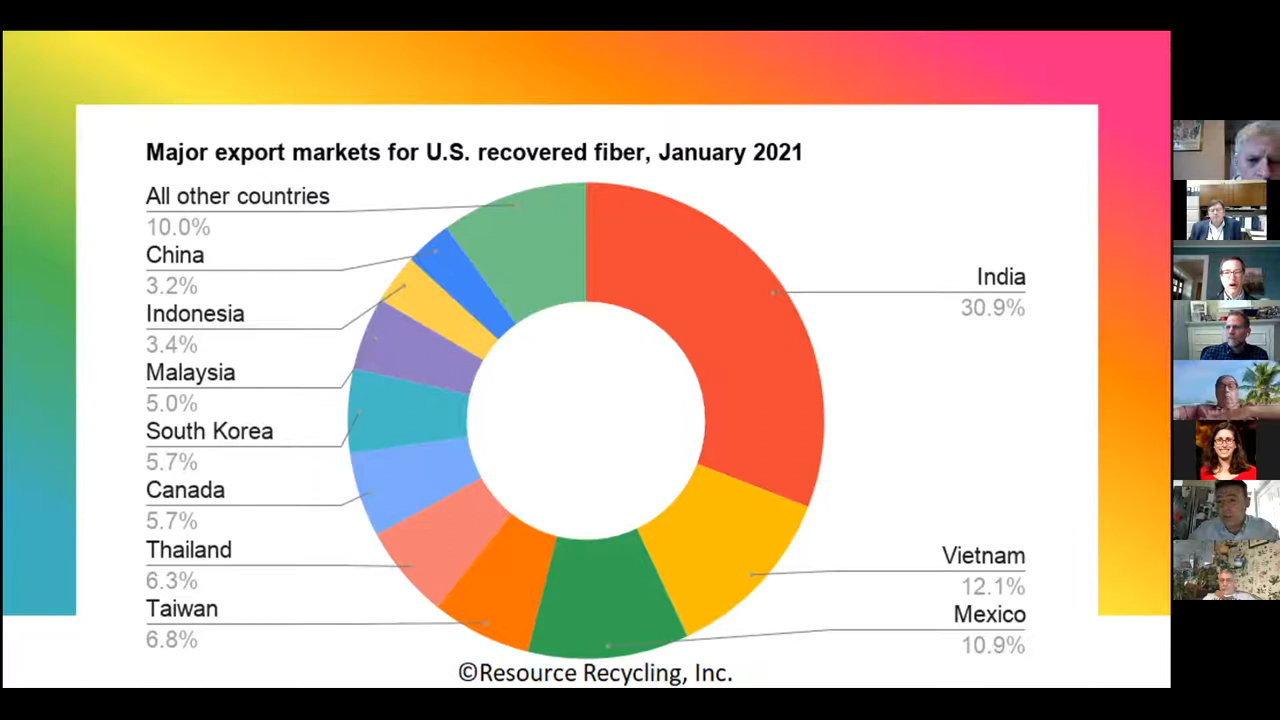 Major export markets for U.S. recovered fiber, January 2021
All other countries
10.0%
China
3.2%
Indonesia
3.4%
Malaysia
5.0%
South Korea
5.7%
Canada
5.7%
Thailand
6.3%
Taiwan
6.8%
India
30.9%
Vietnam
12.1%
Mexico
10.9%
©Resource Recycling, Inc.